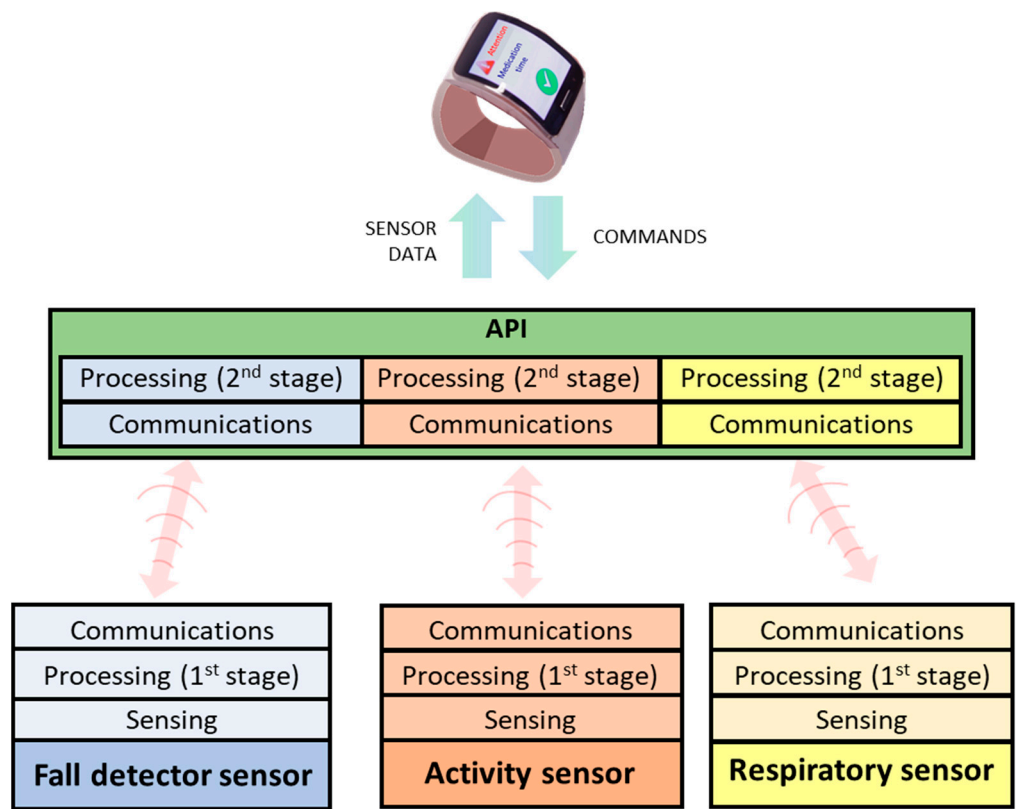 Attention
Medication
time
SENSOR
DATA
COMMANDS
API
Processing (2nd stage) Processing (2nd stage) Processing (2nd stage)
Communications Communications Communications
Communications Communications Communications
Processing (1st stage) Processing (1st stage) Processing (1st stage)
Sensing Sensing Sensing
Fall detector sensor Activity sensor Respiratory sensor